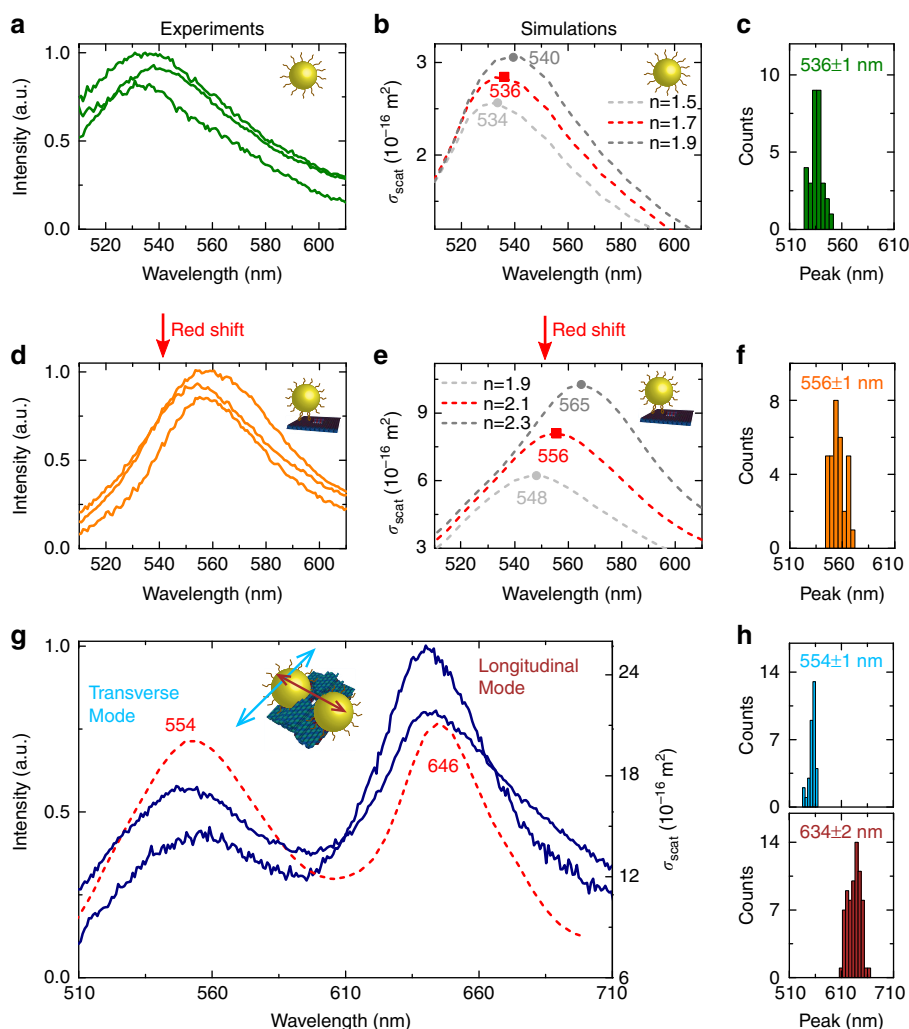 Experiments
Simulations
a
b
c
Intensity (a.u.)
1.0
0.5
0.0
520 540 560 580 600
Wavelength (nm)
σscat (10⁻¹⁶ m²)
3
2
540
536
534
n=1.5
n=1.7
n=1.9
520 540 560 580 600
Wavelength (nm)
536±1 nm
Counts
10
5
0
510 560 610
Peak (nm)
Red shift
Red shift
d
e
f
Intensity (a.u.)
1.0
0.5
0.0
520 540 560 580 600
Wavelength (nm)
σscat (10⁻¹⁶ m²)
9
6
3
n=1.9
n=2.1
n=2.3
565
556
548
520 540 560 580 600
Wavelength (nm)
556±1 nm
Counts
8
4
0
510 560 610
Peak (nm)
g
h
Intensity (a.u.)
1.0
0.5
0.0
Transverse
Mode
Longitudinal
Mode
554
646
24
18
12
6
σscat (10⁻¹⁶ m²)
510 560 610 660 710
Wavelength (nm)
554±1 nm
Counts
14
7
0
634±2 nm
Counts
14
7
0
510 610 710
Peak (nm)